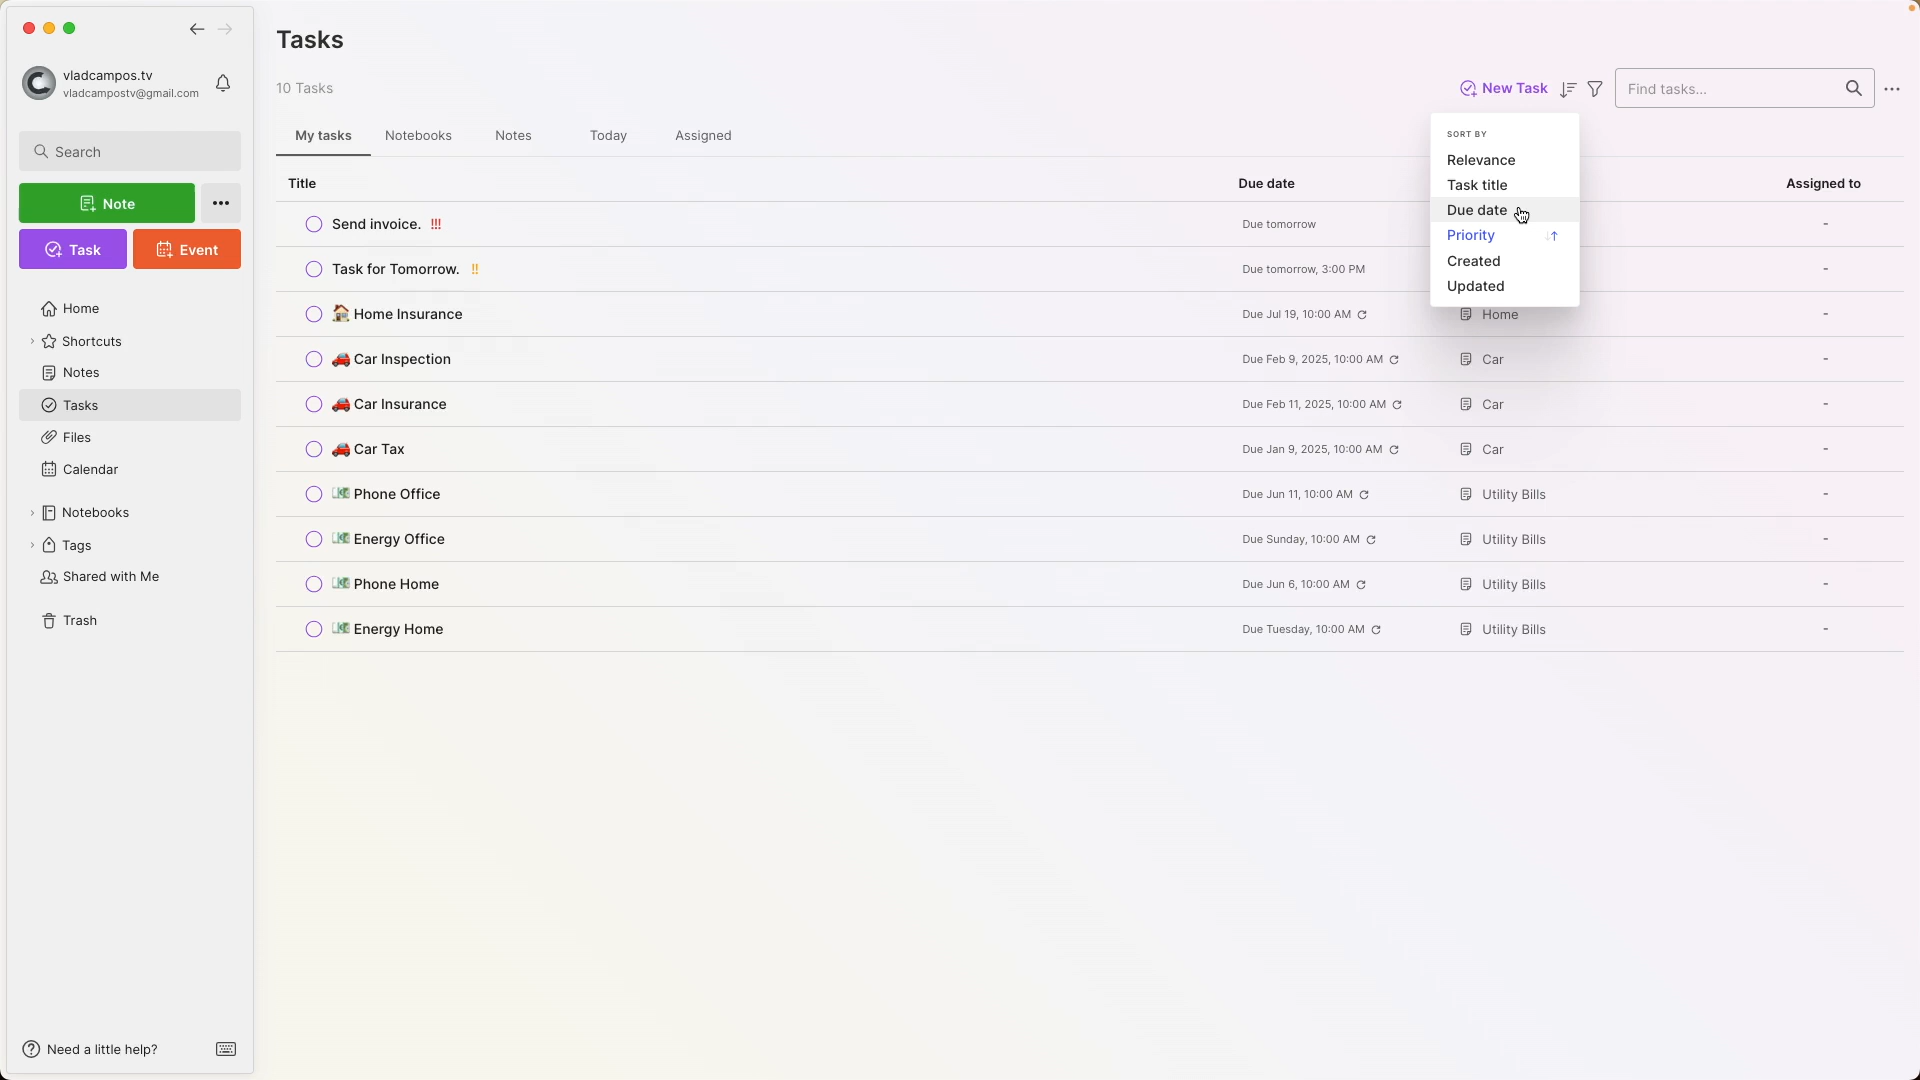 vladcampos.tv
vladcampostv@gmail.com
Search
Note
Task
Event
Home
Shortcuts
Notes
Tasks
Files
Calendar
Notebooks
Tags
Shared with Me
Trash
Need a little help?
Tasks
10 Tasks
New Task
Find tasks...
My tasks
Notebooks
Notes
Today
Assigned
SORT BY
Relevance
Task title
Due date
Priority
Created
Updated
Title
Due date
Assigned to
Send invoice. !!!
Due tomorrow
-
Task for Tomorrow. !!
Due tomorrow, 3:00 PM
-
Home Insurance
Due Jul 19, 10:00 AM
Home
-
Car Inspection
Due Feb 9, 2025, 10:00 AM
Car
-
Car Insurance
Due Feb 11, 2025, 10:00 AM
Car
-
Car Tax
Due Jan 9, 2025, 10:00 AM
Car
-
Phone Office
Due Jun 11, 10:00 AM
Utility Bills
-
Energy Office
Due Sunday, 10:00 AM
Utility Bills
-
Phone Home
Due Jun 6, 10:00 AM
Utility Bills
-
Energy Home
Due Tuesday, 10:00 AM
Utility Bills
-